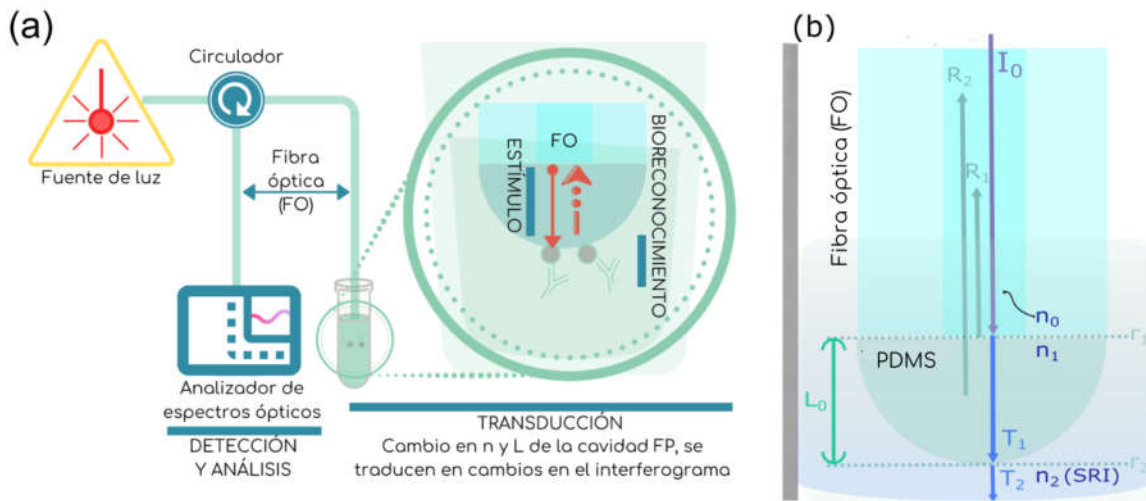 (a)
Circulador
Fuente de luz
Fibra
óptica
(FO)
Analizador de
espectros ópticos
DETECCIÓN
Y ANÁLISIS
FO
ESTÍMULO
BIORECONOCIMIENTO
TRANSDUCCIÓN
Cambio en n y L de la cavidad FP, se
traducen en cambios en el interferograma
(b)
Fibra óptica (FO)
I₀
R₂
R₁
n₀
r₁
n₁
PDMS
L₀
T₁
r₂
T₂ n₂ (SRI)